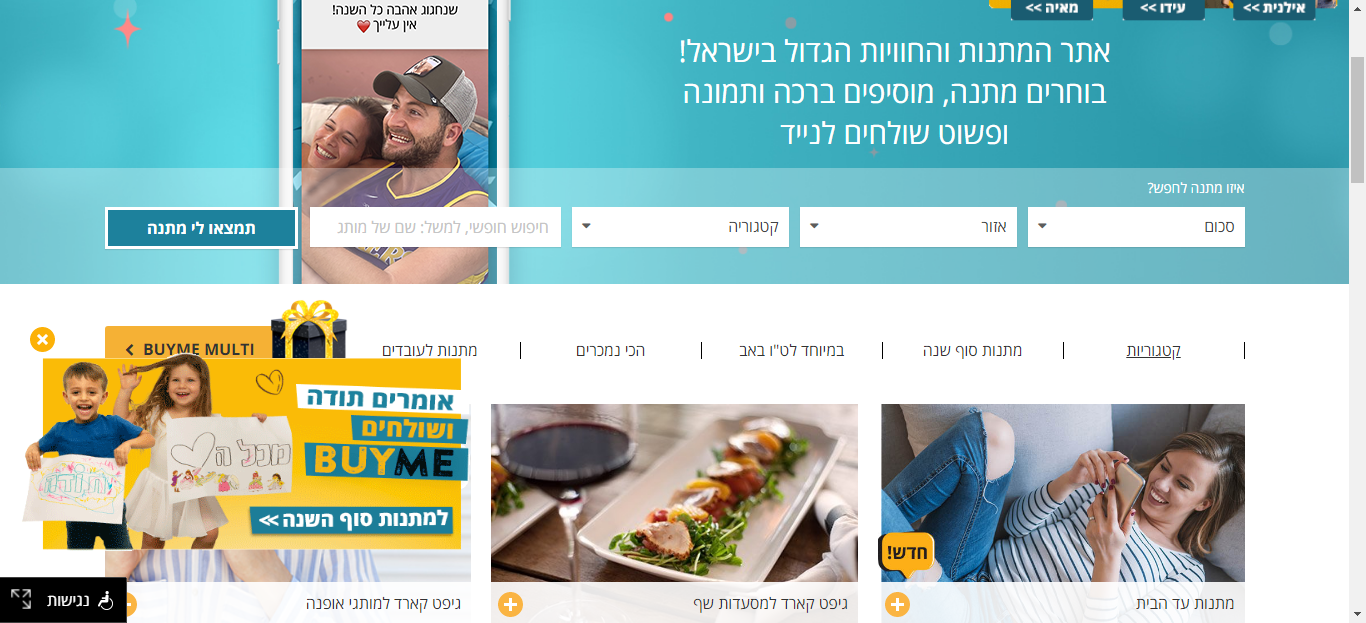 שנחגוג אהבה כל השנה!
אין עלייך ❤
אילנית >>
עידו >>
מאיה >>
אתר המתנות והחוויות הגדול בישראל!
בוחרים מתנה, מוסיפים ברכה ותמונה
ופשוט שולחים לנייד
איזו מתנה לחפש?
סכום
אזור
קטגוריה
חיפוש חופשי, למשל: שם של מותג
תמצאו לי מתנה
קטגוריות
מתנות סוף שנה
במיוחד לט"ו באב
הכי נמכרים
מתנות לעובדים
BUYME MULTI
אומרים תודה
ושולחים
BUYME
למתנות סוף השנה >>
מכל ה
תודה
חדש!
מתנות עד הבית
גיפט קארד למסעדות שף
גיפט קארד למותגי אופנה
נגישות